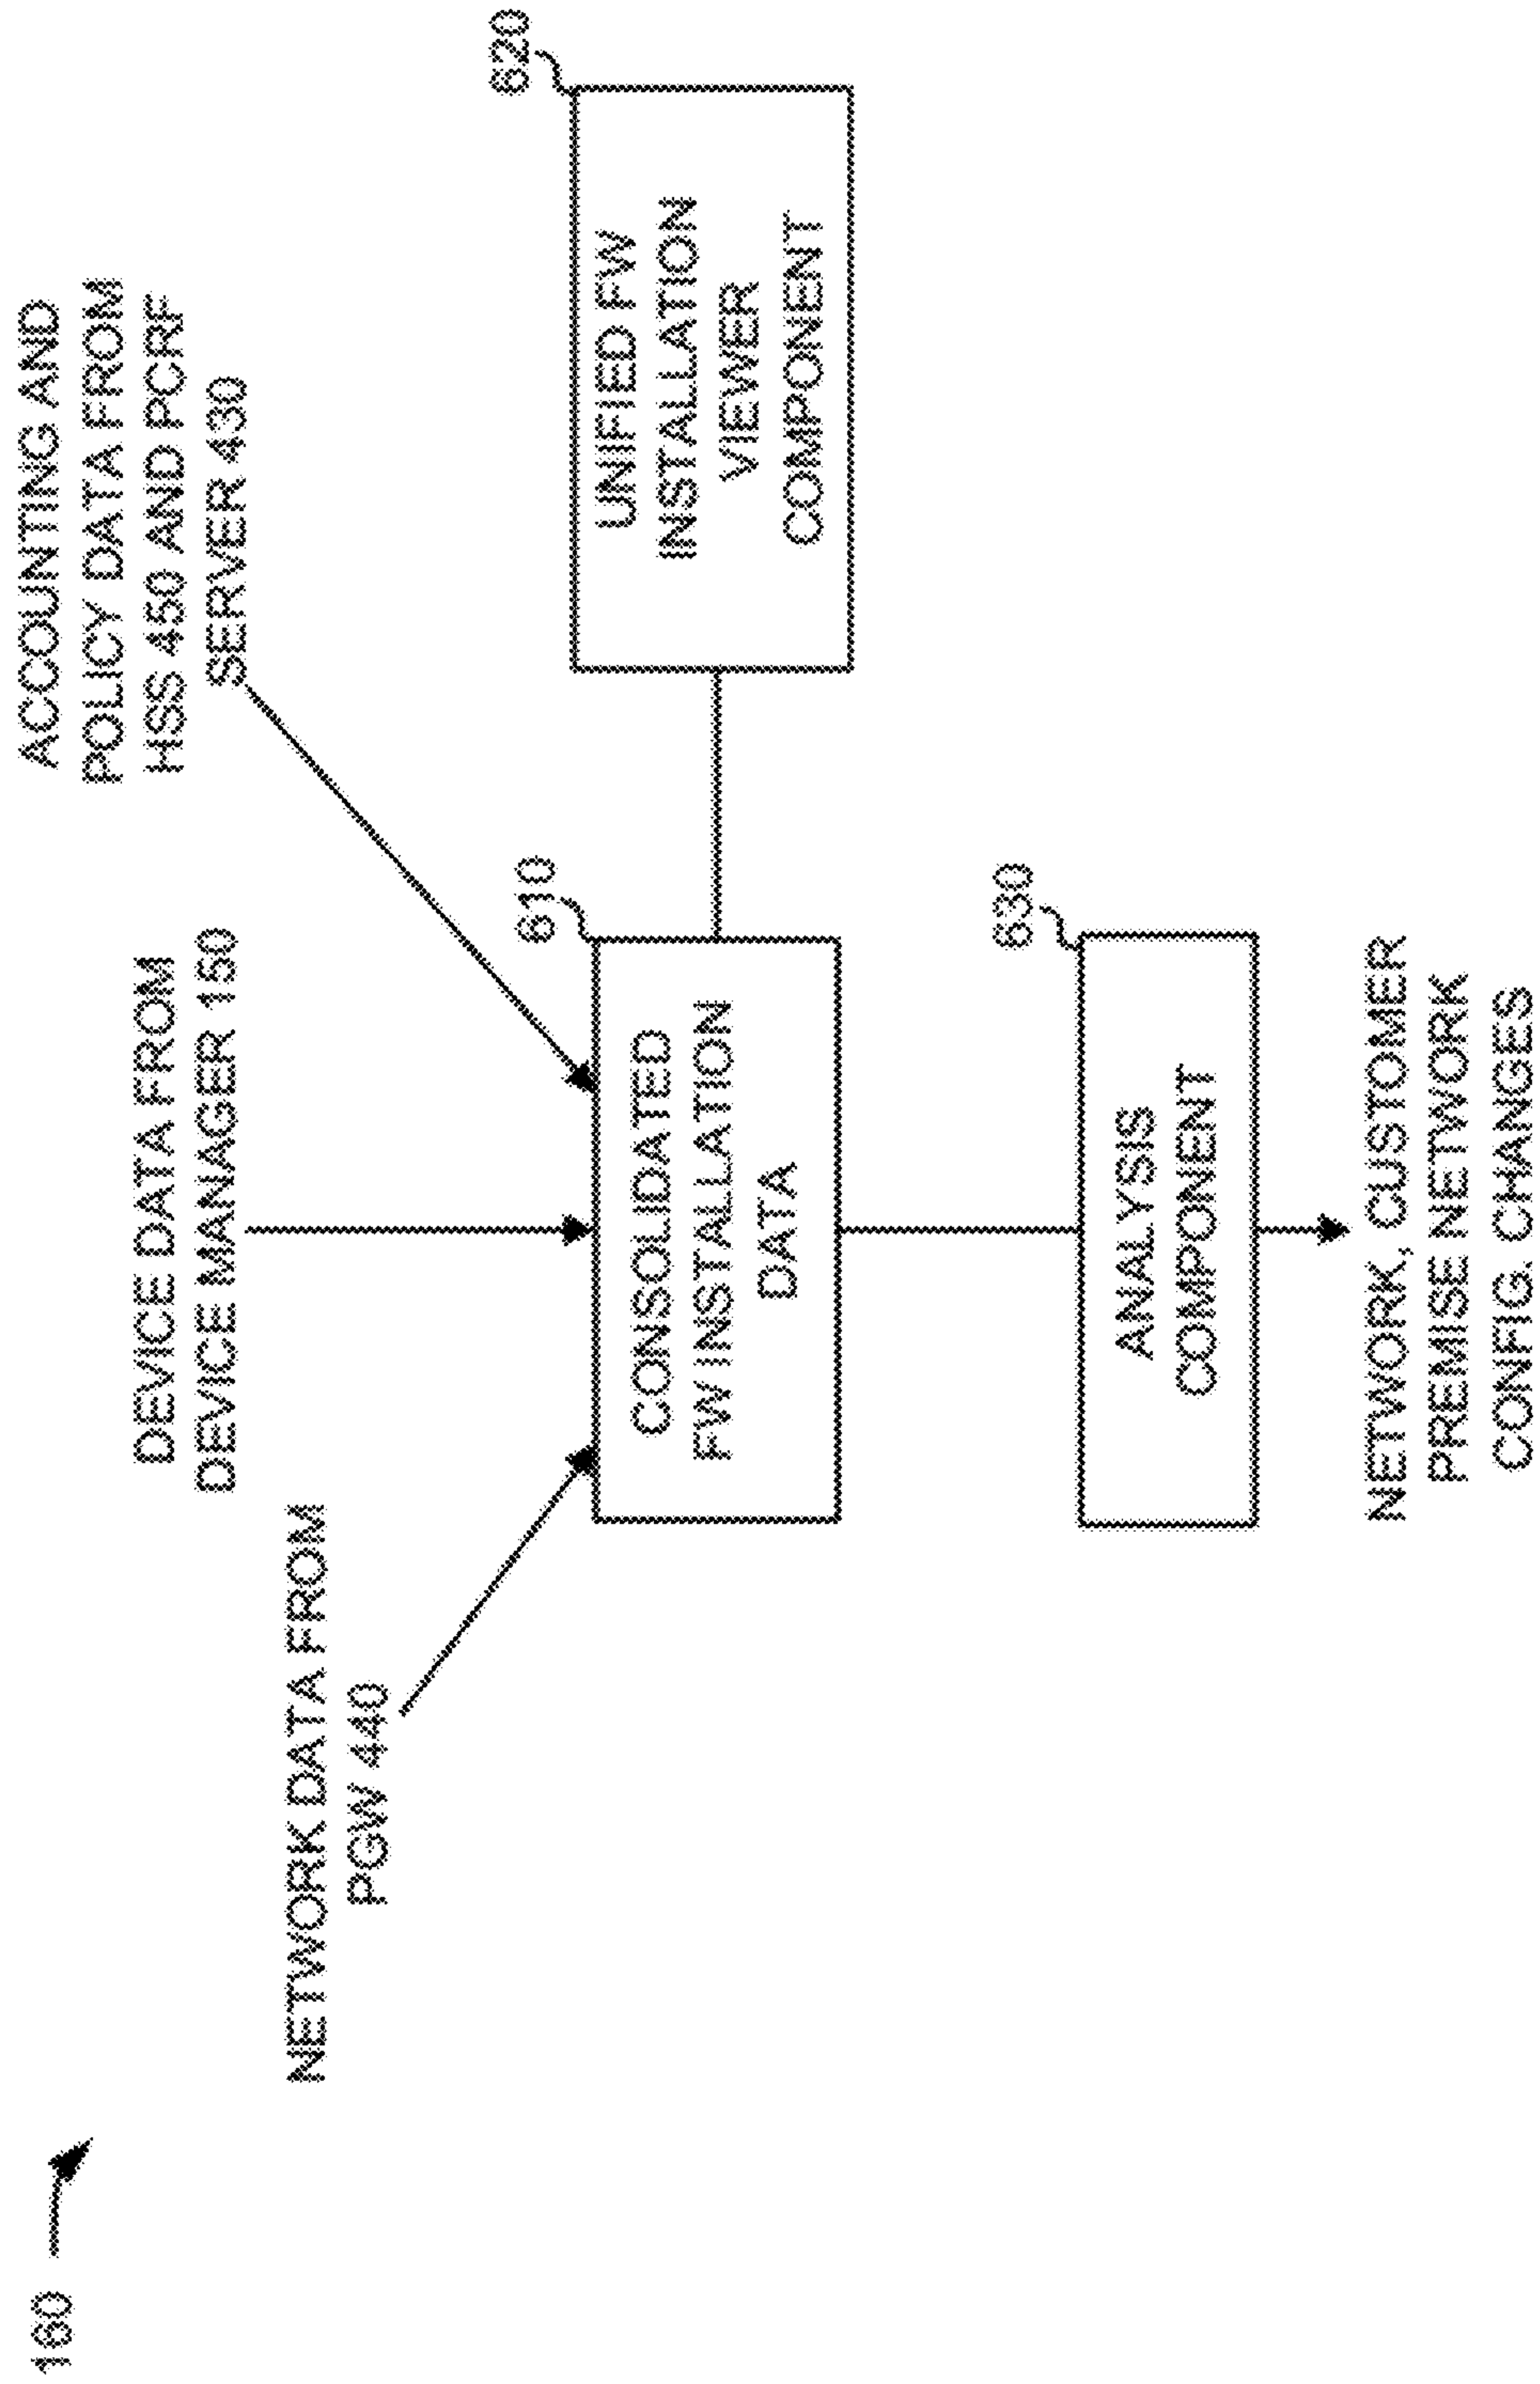 160
NETWORK DATA FROM
PGW 440
DEVICE DATA FROM
DEVICE MANAGER 150
ACCOUNTING AND
POLICY DATA FROM
HSS 450 AND PCRF
SERVER 430
610
CONSOLIDATED
FW INSTALLATION
DATA
620
UNIFIED FW
INSTALLATION
VIEWER
COMPONENT
630
ANALYSIS
COMPONENT
NETWORK, CUSTOMER
PREMISE NETWORK
CONFIG. CHANGES